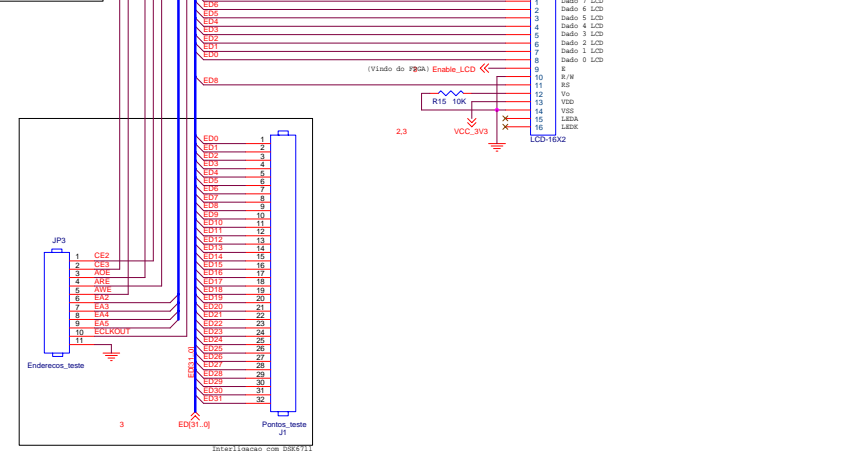 ED6
ED5
ED4
ED3
ED2
ED1
ED0
1 Dado 7 LCD
2 Dado 6 LCD
3 Dado 5 LCD
4 Dado 4 LCD
5 Dado 3 LCD
6 Dado 2 LCD
7 Dado 1 LCD
8 Dado 0 LCD
(Vindo do FPGA) Enable_LCD 9 E
10 R/W
ED8 11 RS
12 Vo
R15 10K 13 VDD
14 VSS
15 LEDA
2,3 VCC_3V3 16 LEDK
LCD-16X2
ED0 1
ED1 2
ED2 3
ED3 4
ED4 5
ED5 6
ED6 7
ED7 8
ED8 9
ED9 10
ED10 11
ED11 12
ED12 13
ED13 14
ED14 15
ED15 16
ED16 17
ED17 18
ED18 19
ED19 20
ED20 21
ED21 22
ED22 23
ED23 24
ED24 25
ED25 26
ED26 27
ED27 28
ED28 29
ED29 30
ED30 31
ED31 32
JP3
1 CE2
2 CE3
3 AOE
4 ARE
5 AWE
6 EA2
7 EA3
8 EA4
9 EA5
10 ECLKOUT
11
Enderecos_teste
ED[31..0]
3 ED[31..0] Pontos_teste
J1
Interligacao com DSK6711